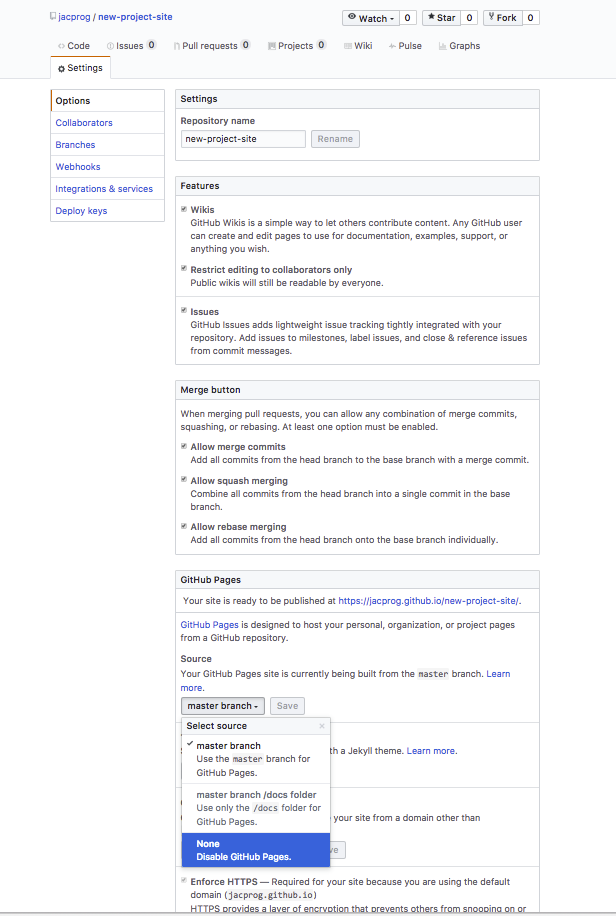 jacprog / new-project-site
Watch 0 Star 0 Fork 0
Code Issues 0 Pull requests 0 Projects 0 Wiki Pulse Graphs
Settings
Options
Collaborators
Branches
Webhooks
Integrations & services
Deploy keys
Settings
Repository name
new-project-site Rename
Features
Wikis
GitHub Wikis is a simple way to let others contribute content. Any GitHub user
can create and edit pages to use for documentation, examples, support, or
anything you wish.
Restrict editing to collaborators only
Public wikis will still be readable by everyone.
Issues
GitHub Issues adds lightweight issue tracking tightly integrated with your
repository. Add issues to milestones, label issues, and close & reference issues
from commit messages.
Merge button
When merging pull requests, you can allow any combination of merge commits,
squashing, or rebasing. At least one option must be enabled.
Allow merge commits
Add all commits from the head branch to the base branch with a merge commit.
Allow squash merging
Combine all commits from the head branch into a single commit in the base
branch.
Allow rebase merging
Add all commits from the head branch onto the base branch individually.
GitHub Pages
Your site is ready to be published at https://jacprog.github.io/new-project-site/.
GitHub Pages is designed to host your personal, organization, or project pages
from a GitHub repository.
Source
Your GitHub Pages site is currently being built from the master branch. Learn
more.
master branch Save
Select source ×
master branch
Use the master branch for
GitHub Pages.
master branch /docs folder
Use only the /docs folder for
GitHub Pages.
None
Disable GitHub Pages.
a Jekyll theme. Learn more.
your site from a domain other than
Enforce HTTPS — Required for your site because you are using the default
domain (jacprog.github.io)
HTTPS provides a layer of encryption that prevents others from snooping on or